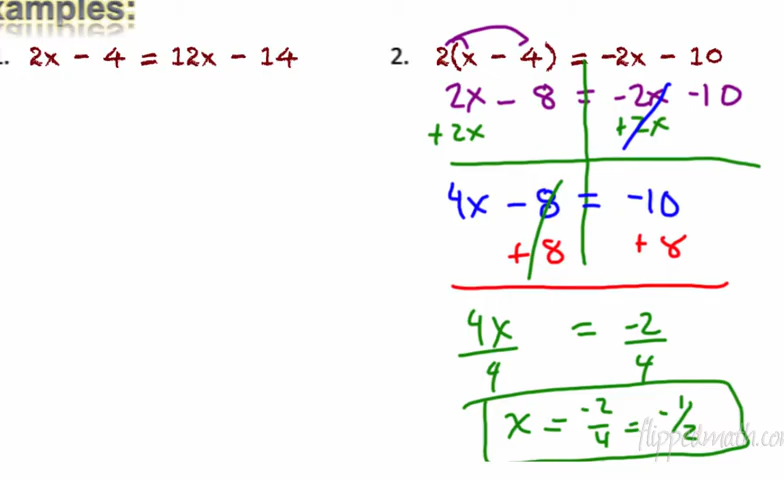 xamples:
1. 2x - 4 = 12x - 14
2. 2(x - 4) = -2x - 10
2x - 8 = -2x -10
+2x +2x
4x - 8 = -10
+8 +8
4x/4 = -2/4
x = -2/4 = -1/2
flippedmath.com